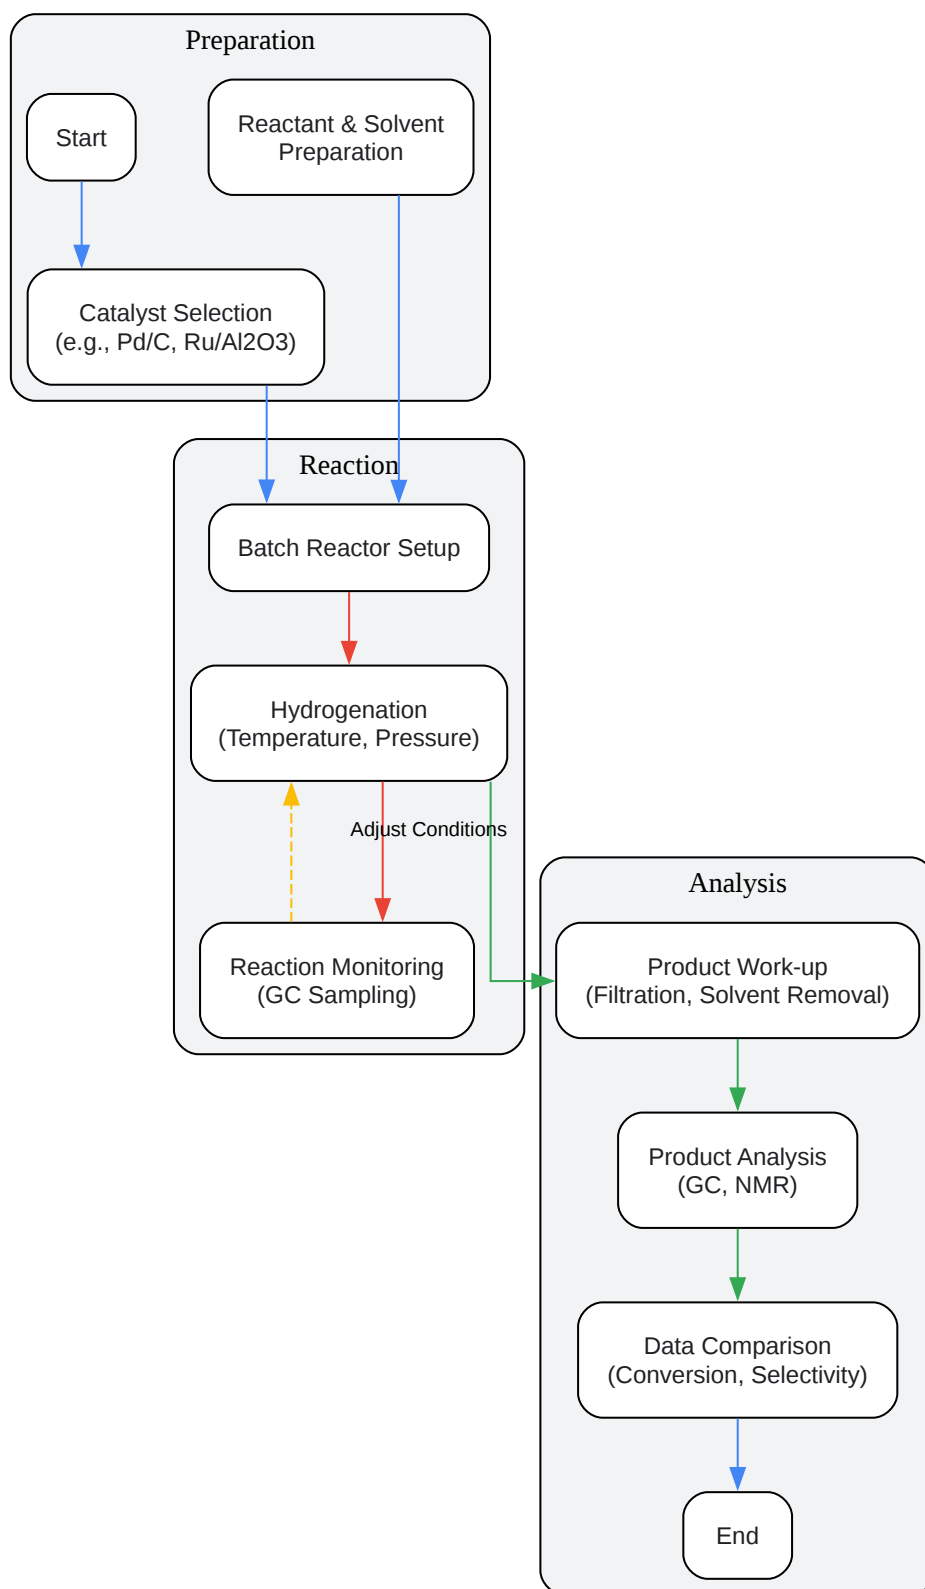 Preparation
Start
Reactant & Solvent
Preparation
Catalyst Selection
(e.g., Pd/C, Ru/Al2O3)
Reaction
Batch Reactor Setup
Hydrogenation
(Temperature, Pressure)
Adjust Conditions
Reaction Monitoring
(GC Sampling)
Analysis
Product Work-up
(Filtration, Solvent Removal)
Product Analysis
(GC, NMR)
Data Comparison
(Conversion, Selectivity)
End